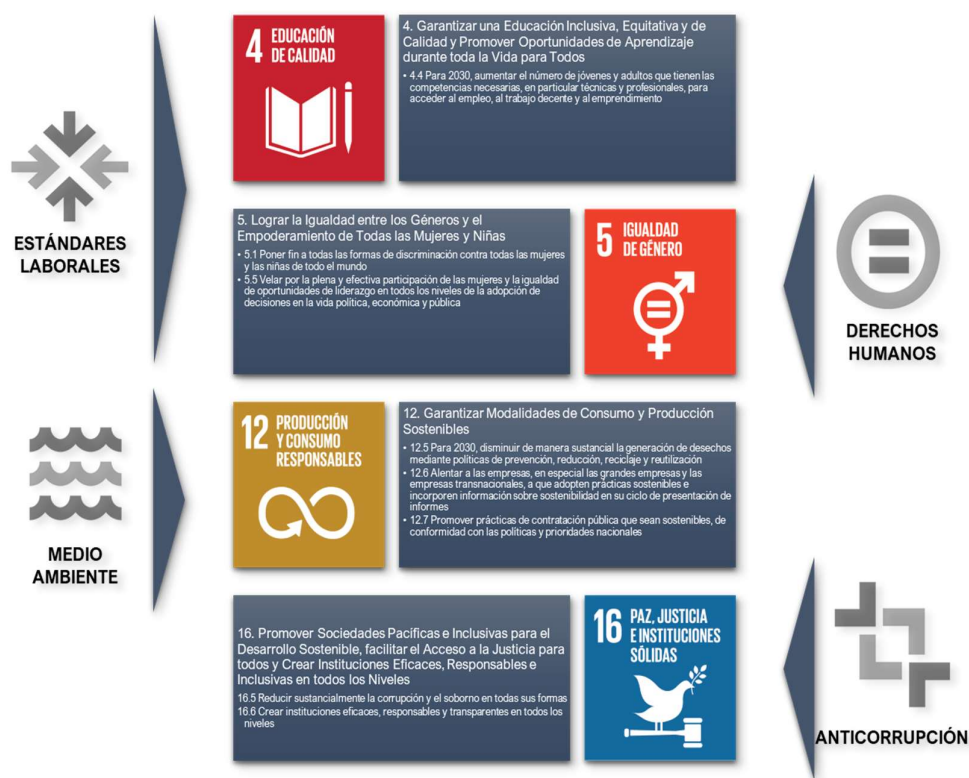 4 EDUCACIÓN
DE CALIDAD
4. Garantizar una Educación Inclusiva, Equitativa y de
Calidad y Promover Oportunidades de Aprendizaje
durante toda la Vida para Todos
• 4.4 Para 2030, aumentar el número de jóvenes y adultos que tienen las
competencias necesarias, en particular técnicas y profesionales, para
acceder al empleo, al trabajo decente y al emprendimiento
ESTÁNDARES
LABORALES
5. Lograr la Igualdad entre los Géneros y el
Empoderamiento de Todas las Mujeres y Niñas
• 5.1 Poner fin a todas las formas de discriminación contra todas las mujeres
y las niñas de todo el mundo
• 5.5 Velar por la plena y efectiva participación de las mujeres y la igualdad
de oportunidades de liderazgo en todos los niveles de la adopción de
decisiones en la vida política, económica y pública
5 IGUALDAD
DE GÉNERO
DERECHOS
HUMANOS
12 PRODUCCIÓN
Y CONSUMO
RESPONSABLES
12. Garantizar Modalidades de Consumo y Producción
Sostenibles
• 12.5 Para 2030, disminuir de manera sustancial la generación de desechos
mediante políticas de prevención, reducción, reciclaje y reutilización
• 12.6 Alentar a las empresas, en especial las grandes empresas y las
empresas transnacionales, a que adopten prácticas sostenibles e
incorporen información sobre sostenibilidad en su ciclo de presentación de
informes
• 12.7 Promover prácticas de contratación pública que sean sostenibles, de
conformidad con las políticas y prioridades nacionales
MEDIO
AMBIENTE
16. Promover Sociedades Pacíficas e Inclusivas para el
Desarrollo Sostenible, facilitar el Acceso a la Justicia para
todos y Crear Instituciones Eficaces, Responsables e
Inclusivas en todos los Niveles
16.5 Reducir sustancialmente la corrupción y el soborno en todas sus formas
16.6 Crear instituciones eficaces, responsables y transparentes en todos los
niveles
16 PAZ, JUSTICIA
E INSTITUCIONES
SÓLIDAS
ANTICORRUPCIÓN